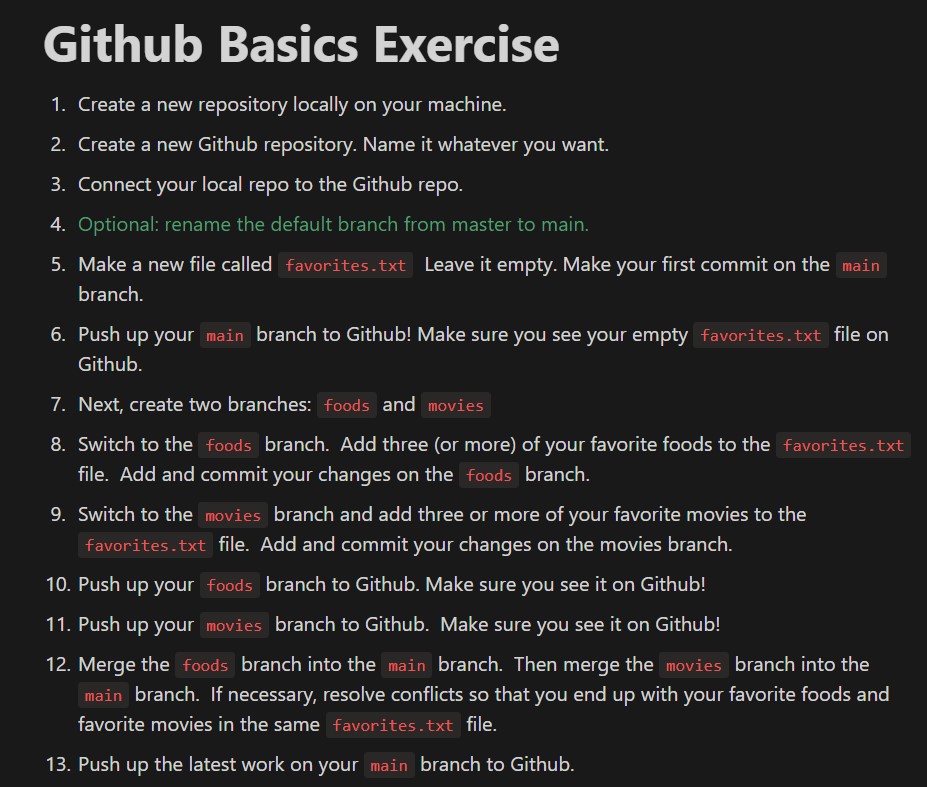 Github Basics Exercise
1. Create a new repository locally on your machine.
2. Create a new Github repository. Name it whatever you want.
3. Connect your local repo to the Github repo.
4. Optional: rename the default branch from master to main.
5. Make a new file called favorites.txt Leave it empty. Make your first commit on the main
branch.
6. Push up your main branch to Github! Make sure you see your empty favorites.txt file on
Github.
7. Next, create two branches: foods and movies
8. Switch to the foods branch. Add three (or more) of your favorite foods to the favorites.txt
file. Add and commit your changes on the foods branch.
9. Switch to the movies branch and add three or more of your favorite movies to the
favorites.txt file. Add and commit your changes on the movies branch.
10. Push up your foods branch to Github. Make sure you see it on Github!
11. Push up your movies branch to Github. Make sure you see it on Github!
12. Merge the foods branch into the main branch. Then merge the movies branch into the
main branch. If necessary, resolve conflicts so that you end up with your favorite foods and
favorite movies in the same favorites.txt file.
13. Push up the latest work on your main branch to Github.